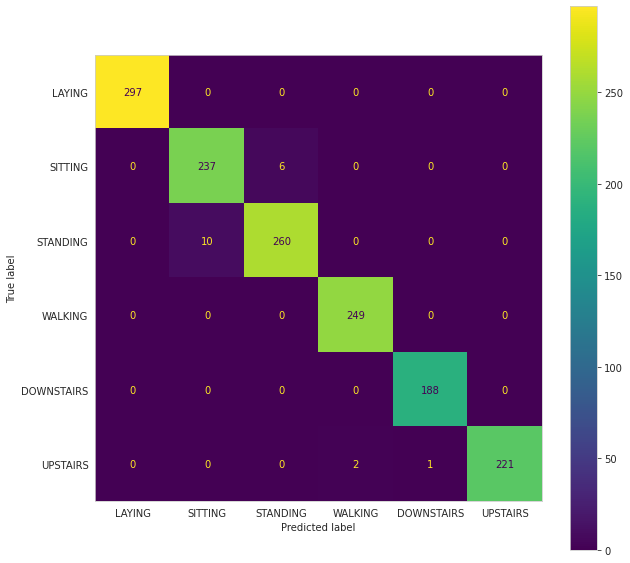 LAYING 297 0 0 0 0 0
SITTING 0 237 6 0 0 0
STANDING 0 10 260 0 0 0
WALKING 0 0 0 249 0 0
DOWNSTAIRS 0 0 0 0 188 0
UPSTAIRS 0 0 0 2 1 221
LAYING SITTING STANDING WALKING DOWNSTAIRS UPSTAIRS
Predicted label
True label
250
200
150
100
50
0